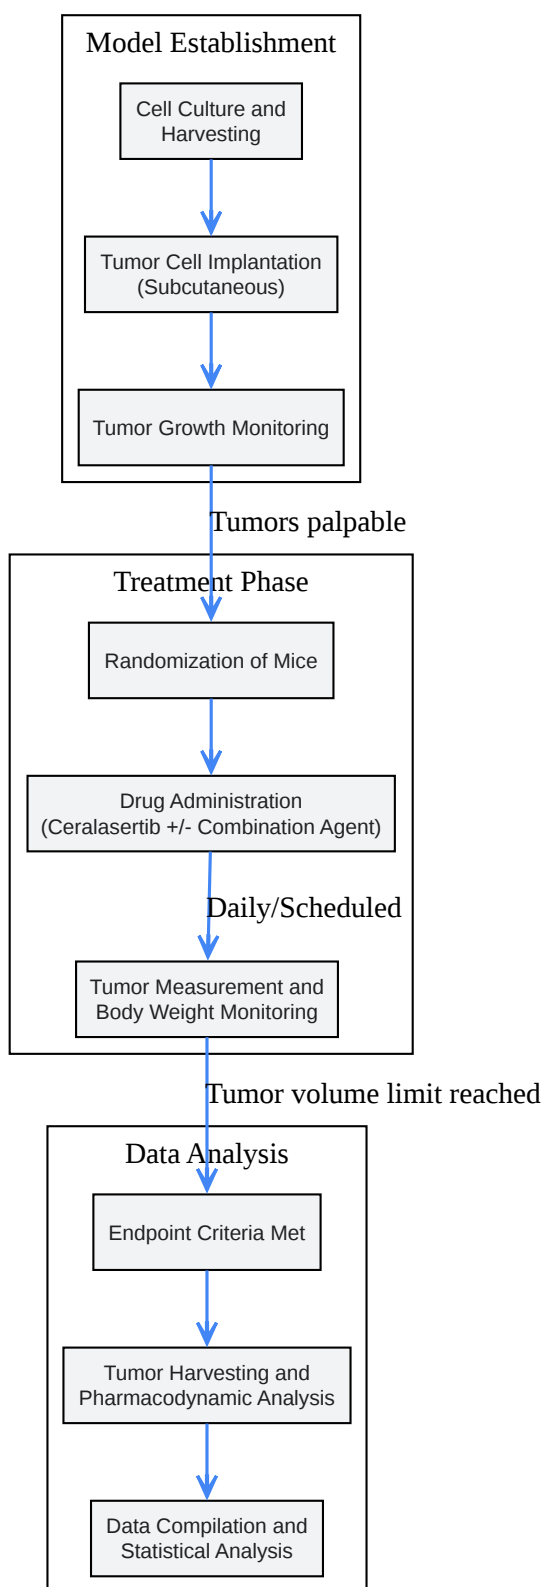 Model Establishment
Cell Culture and
Harvesting
Tumor Cell Implantation
(Subcutaneous)
Tumor Growth Monitoring
Tumors palpable
Treatment Phase
Randomization of Mice
Drug Administration
(Ceralasertib +/- Combination Agent)
Daily/Scheduled
Tumor Measurement and
Body Weight Monitoring
Tumor volume limit reached
Data Analysis
Endpoint Criteria Met
Tumor Harvesting and
Pharmacodynamic Analysis
Data Compilation and
Statistical Analysis